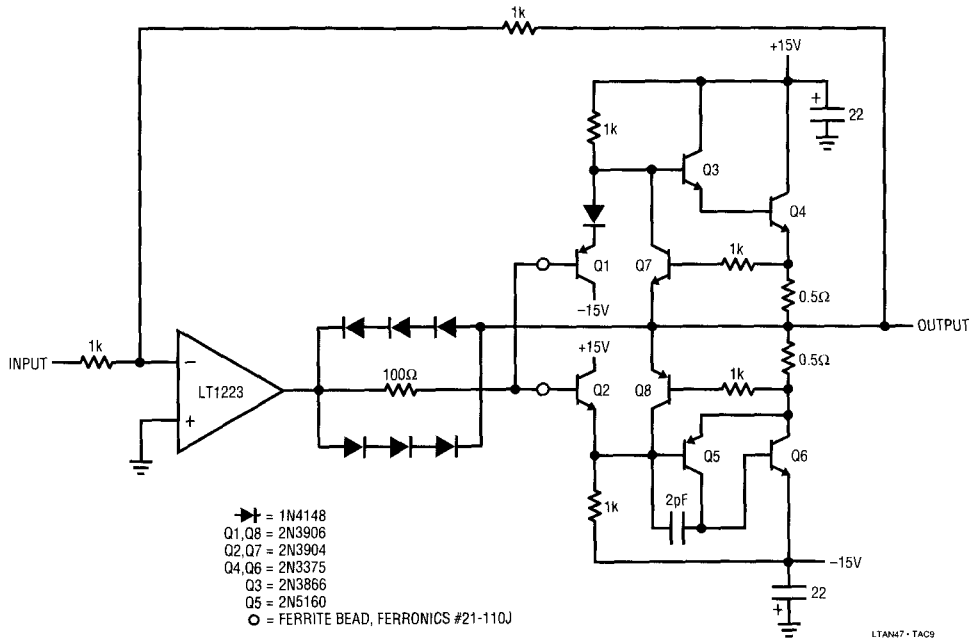 1k
+15V
+
22
1k
Q3
Q4
Q1
Q7
1k
0.5Ω
-15V
OUTPUT
INPUT
1k
-
LT1223
+
100Ω
+15V
Q2
Q8
1k
0.5Ω
Q5
Q6
1k
2pF
-15V
22
+
= 1N4148
Q1,Q8 = 2N3906
Q2,Q7 = 2N3904
Q4,Q6 = 2N3375
Q3 = 2N3866
Q5 = 2N5160
= FERRITE BEAD, FERRONICS #21-110J
LTAN47 • TAC9